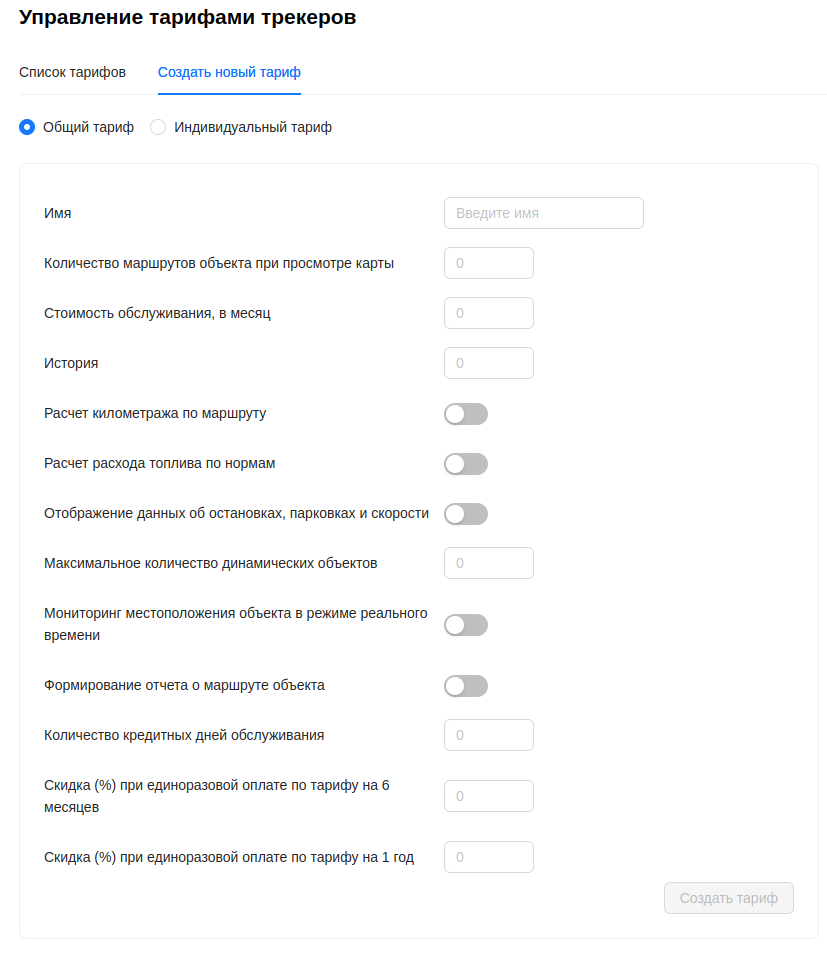 Управление тарифами трекеров
Список тарифов
Создать новый тариф
Общий тариф
Индивидуальный тариф
Имя
Введите имя
Количество маршрутов объекта при просмотре карты
0
Стоимость обслуживания, в месяц
0
История
0
Расчет километража по маршруту
Расчет расхода топлива по нормам
Отображение данных об остановках, парковках и скорости
Максимальное количество динамических объектов
0
Мониторинг местоположения объекта в режиме реального
времени
Формирование отчета о маршруте объекта
Количество кредитных дней обслуживания
0
Скидка (%) при единоразовой оплате по тарифу на 6
месяцев
0
Скидка (%) при единоразовой оплате по тарифу на 1 год
0
Создать тариф